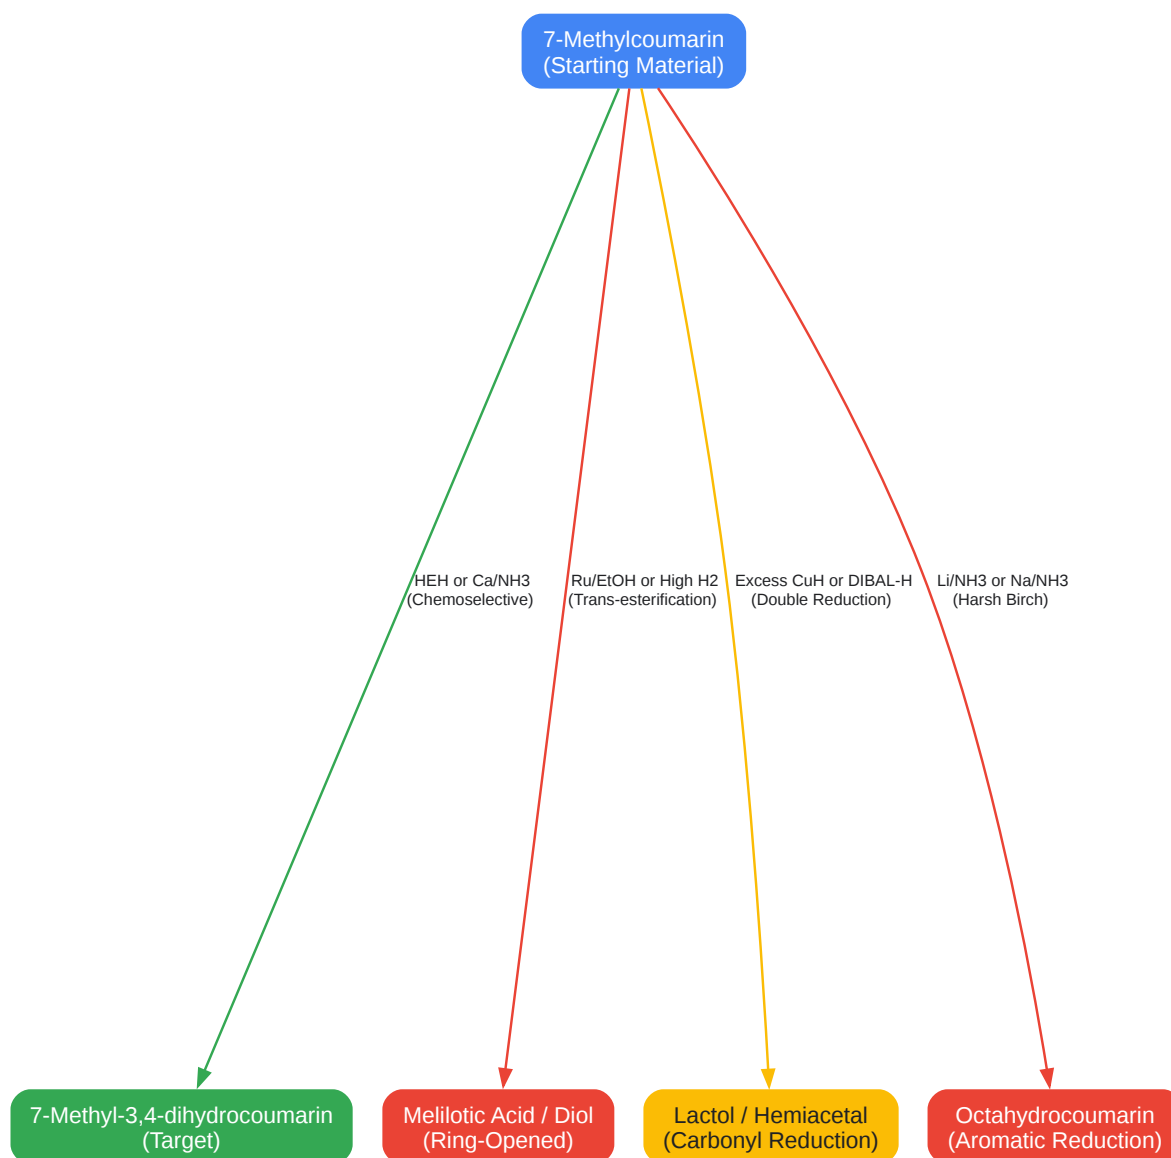 7-Methylcoumarin
(Starting Material)
HEH or Ca/NH3
(Chemoselective)
Ru/EtOH or High H2
(Trans-esterification)
Excess CuH or DIBAL-H
(Double Reduction)
Li/NH3 or Na/NH3
(Harsh Birch)
7-Methyl-3,4-dihydrocoumarin
(Target)
Melilotic Acid / Diol
(Ring-Opened)
Lactol / Hemiacetal
(Carbonyl Reduction)
Octahydrocoumarin
(Aromatic Reduction)